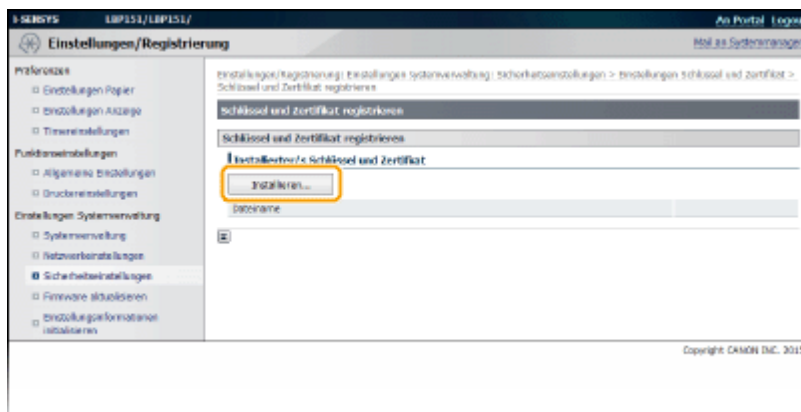 i-SENSYS LBP151/LBP151/ An Portal Logou
Einstellungen/Registrierung Mail an Systemmanager
Präferenzen
Einstellungen Papier
Einstellungen Anzeige
Timereinstellungen
Funktionseinstellungen
Allgemeine Einstellungen
Druckereinstellungen
Einstellungen Systemverwaltung
Systemverwaltung
Netzwerkeinstellungen
Sicherheitseinstellungen
Firmware aktualisieren
Einstellungsinformationen
initialisieren
Einstellungen/Registrierung: Einstellungen Systemverwaltung: Sicherheitseinstellungen > Einstellungen Schlüssel und Zertifikat >
Schlüssel und Zertifikat registrieren
Schlüssel und Zertifikat registrieren
Schlüssel und Zertifikat registrieren
Installierter/s Schlüssel und Zertifikat
Installieren...
Dateiname
Copyright CANON INC. 2015